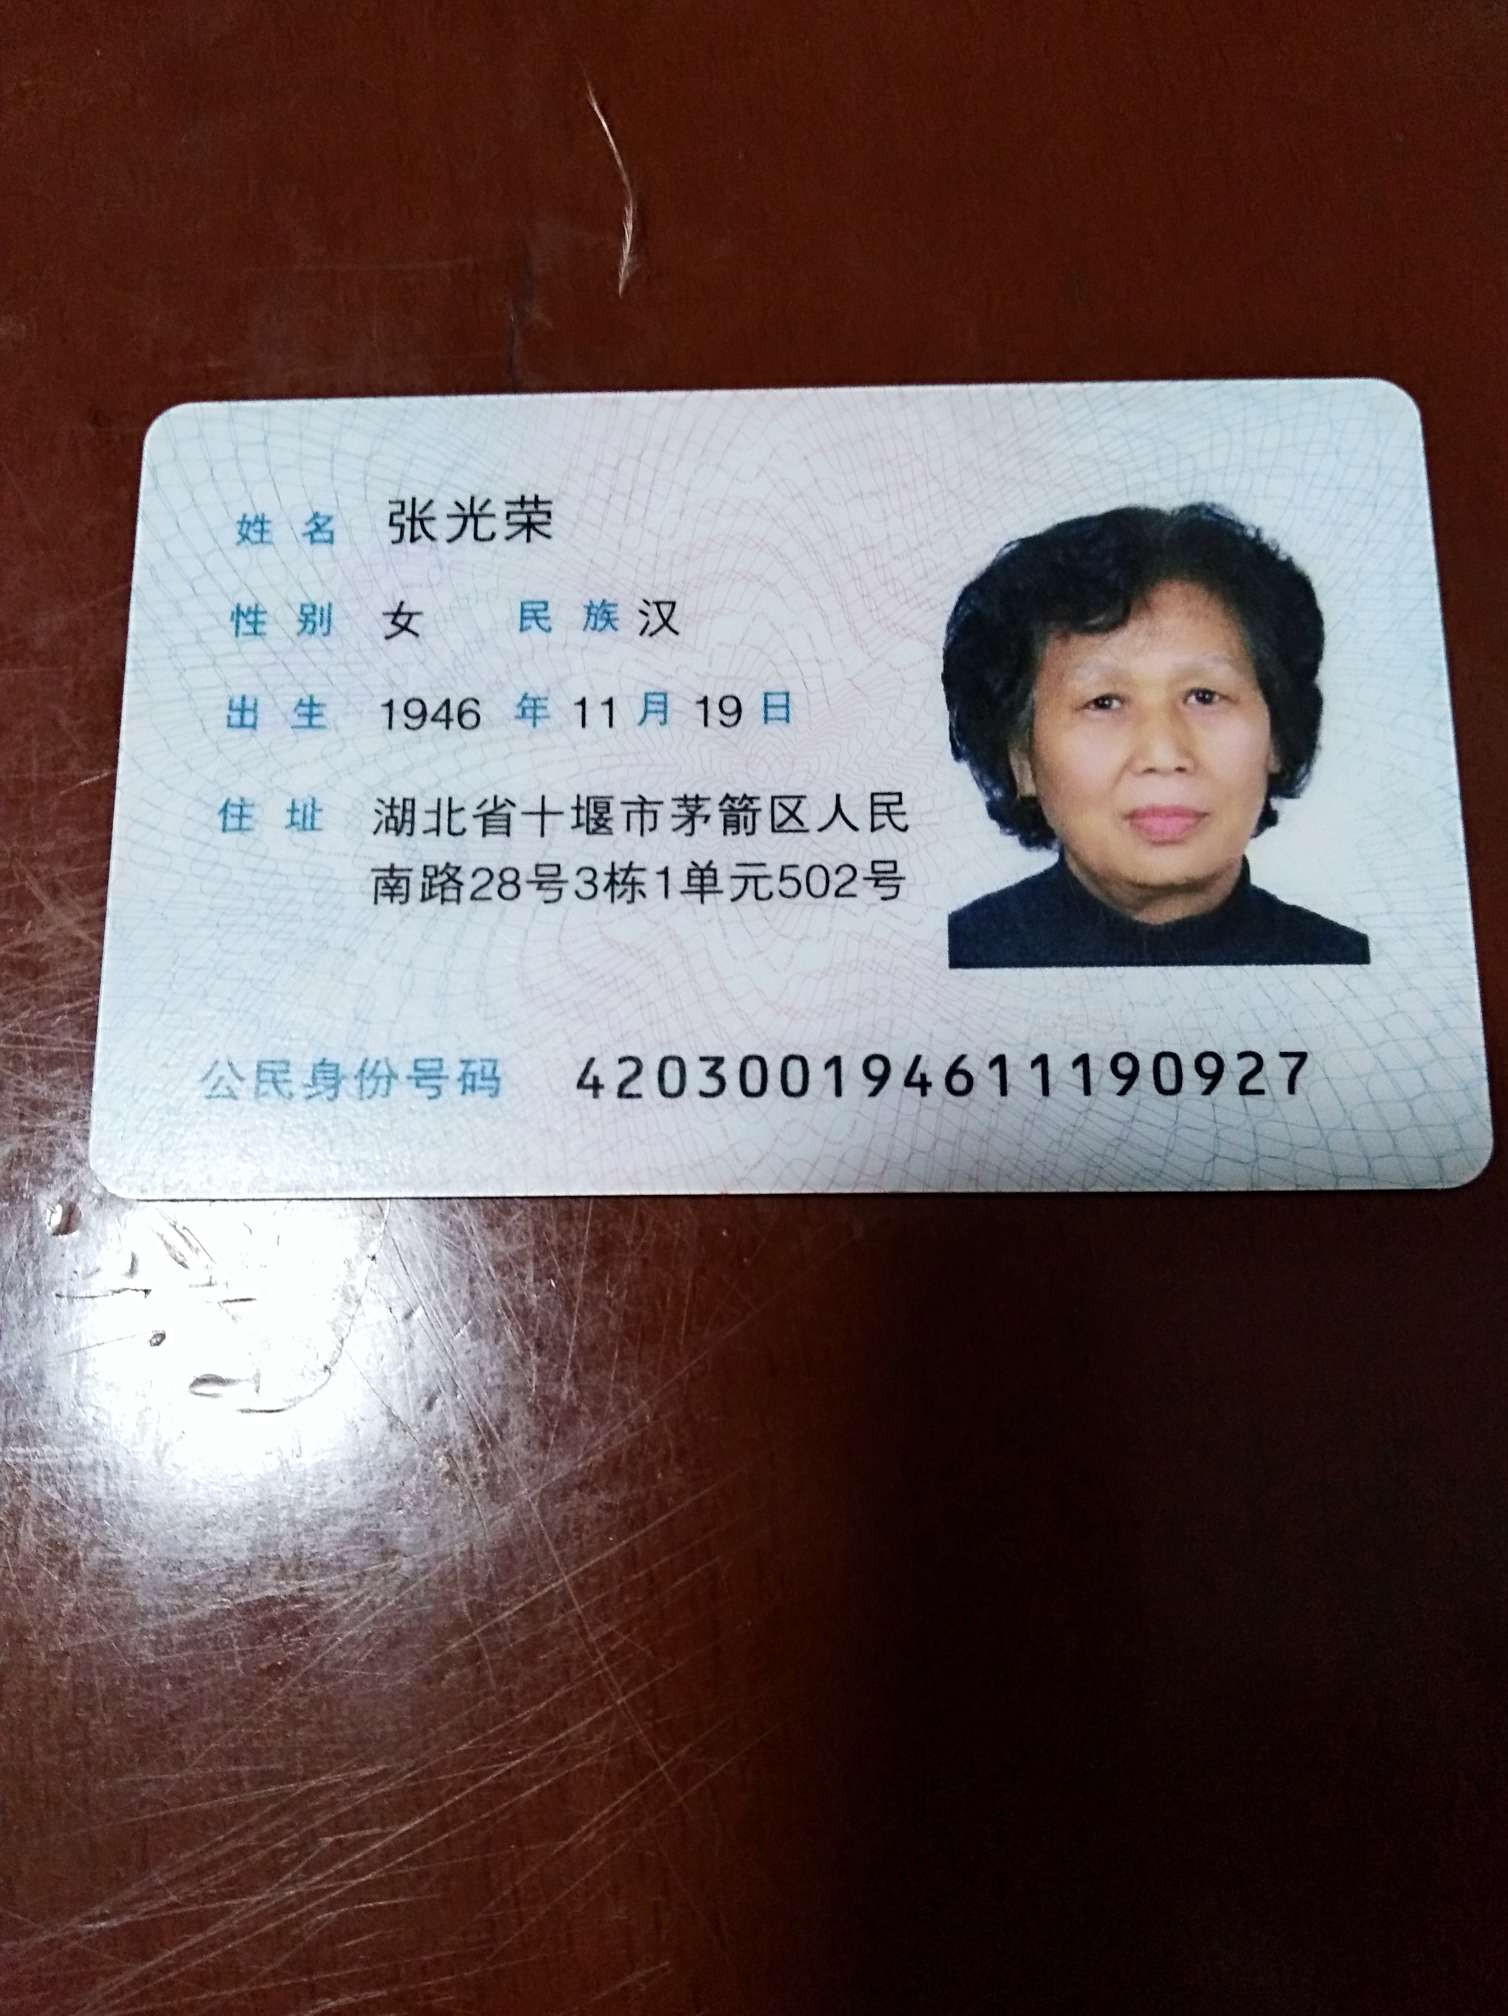 姓名 张光荣
性别 女 民族 汉
出生 1946 年 11 月 19 日
住址 湖北省十堰市茅箭区人民
南路28号3栋1单元502号
公民身份号码 420300194611190927